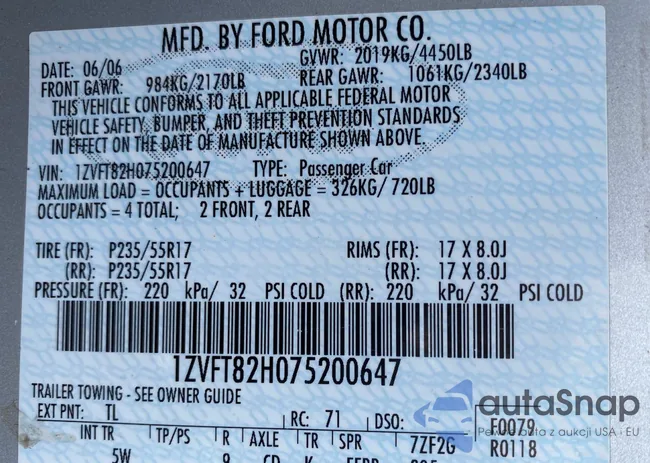 MFD. BY FORD MOTOR CO.
DATE: 06/06 GVWR: 2019KG/4450LB
FRONT GAWR: 984KG/2170LB REAR GAWR: 1061KG/2340LB
THIS VEHICLE CONFORMS TO ALL APPLICABLE FEDERAL MOTOR
VEHICLE SAFETY, BUMPER, AND THEFT PREVENTION STANDARDS
IN EFFECT ON THE DATE OF MANUFACTURE SHOWN ABOVE.
VIN: 1ZVFT82H075200647 TYPE: Passenger Car
MAXIMUM LOAD = OCCUPANTS + LUGGAGE = 326KG/ 720LB
OCCUPANTS = 4 TOTAL; 2 FRONT, 2 REAR
TIRE (FR): P235/55R17 RIMS (FR): 17 X 8.0J
(RR): P235/55R17 (RR): 17 X 8.0J
PRESSURE (FR): 220 kPa/ 32 PSI COLD (RR): 220 kPa/ 32 PSI COLD
1ZVFT82H075200647
TRAILER TOWING - SEE OWNER GUIDE
EXT PNT: TL RC: 71 DSO: F0079
INT TR TP/PS R AXLE TR SPR 7ZF2G R0118
5W
autaSnap
Pewne auta z aukcji USA i EU